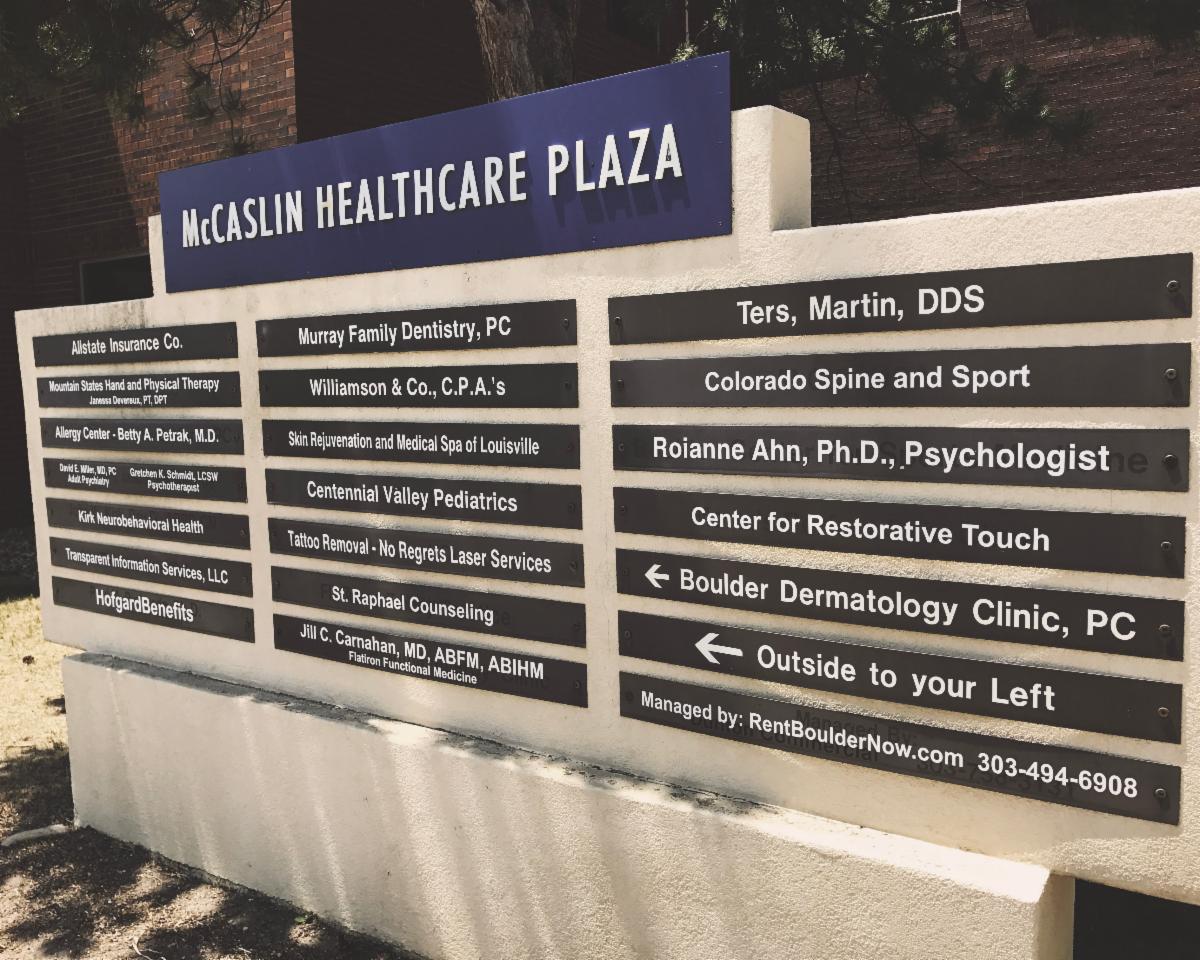 McCASLIN HEALTHCARE PLAZA
Allstate Insurance Co.
Mountain States Hand and Physical Therapy
Janessa Devereux, PT, DPT
Allergy Center - Betty A. Petrak, M.D.
David E. Miller, MD, PC
Adult Psychiatry
Gretchen K. Schmidt, LCSW
Psychotherapist
Kirk Neurobehavioral Health
Transparent Information Services, LLC
HofgardBenefits
Murray Family Dentistry, PC
Williamson & Co., C.P.A.'s
Skin Rejuvenation and Medical Spa of Louisville
Centennial Valley Pediatrics
Tattoo Removal - No Regrets Laser Services
St. Raphael Counseling
Jill C. Carnahan, MD, ABFM, ABIHM
Flatiron Functional Medicine
Ters, Martin, DDS
Colorado Spine and Sport
Roianne Ahn, Ph.D., Psychologist
Center for Restorative Touch
← Boulder Dermatology Clinic, PC
← Outside to your Left
Managed by: RentBoulderNow.com 303-494-6908